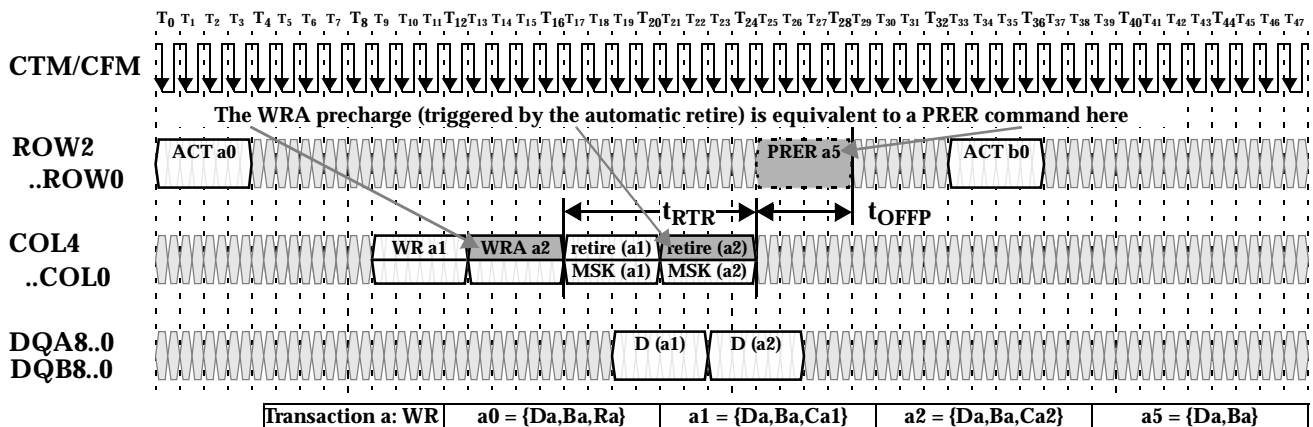 T0 T1 T2 T3 T4 T5 T6 T7 T8 T9 T10 T11 T12 T13 T14 T15 T16 T17 T18 T19 T20 T21 T22 T23 T24 T25 T26 T27 T28 T29 T30 T31 T32 T33 T34 T35 T36 T37 T38 T39 T40 T41 T42 T43 T44 T45 T46 T47
CTM/CFM
The WRA precharge (triggered by the automatic retire) is equivalent to a PRER command here
ROW2
..ROW0
ACT a0
PRER a5
ACT b0
tRTR
tOFFP
COL4
..COL0
WR a1
WRA a2
retire (a1)
retire (a2)
MSK (a1)
MSK (a2)
DQA8..0
DQB8..0
D (a1)
D (a2)
Transaction a: WR
a0 = {Da,Ba,Ra}
a1 = {Da,Ba,Ca1}
a2 = {Da,Ba,Ca2}
a5 = {Da,Ba}